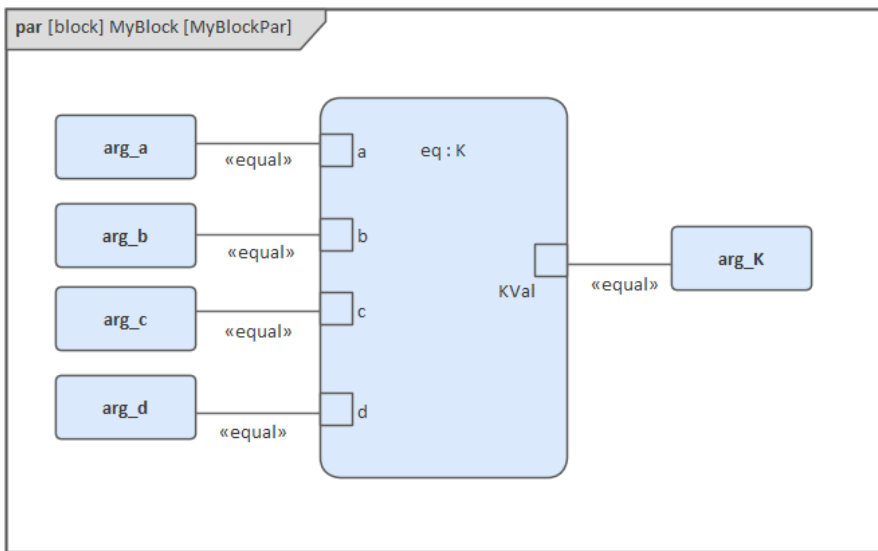 par [block] MyBlock [MyBlockPar]
arg_a
«equal»
a
eq : K
arg_b
«equal»
b
KVal
«equal»
arg_K
arg_c
«equal»
c
arg_d
«equal»
d